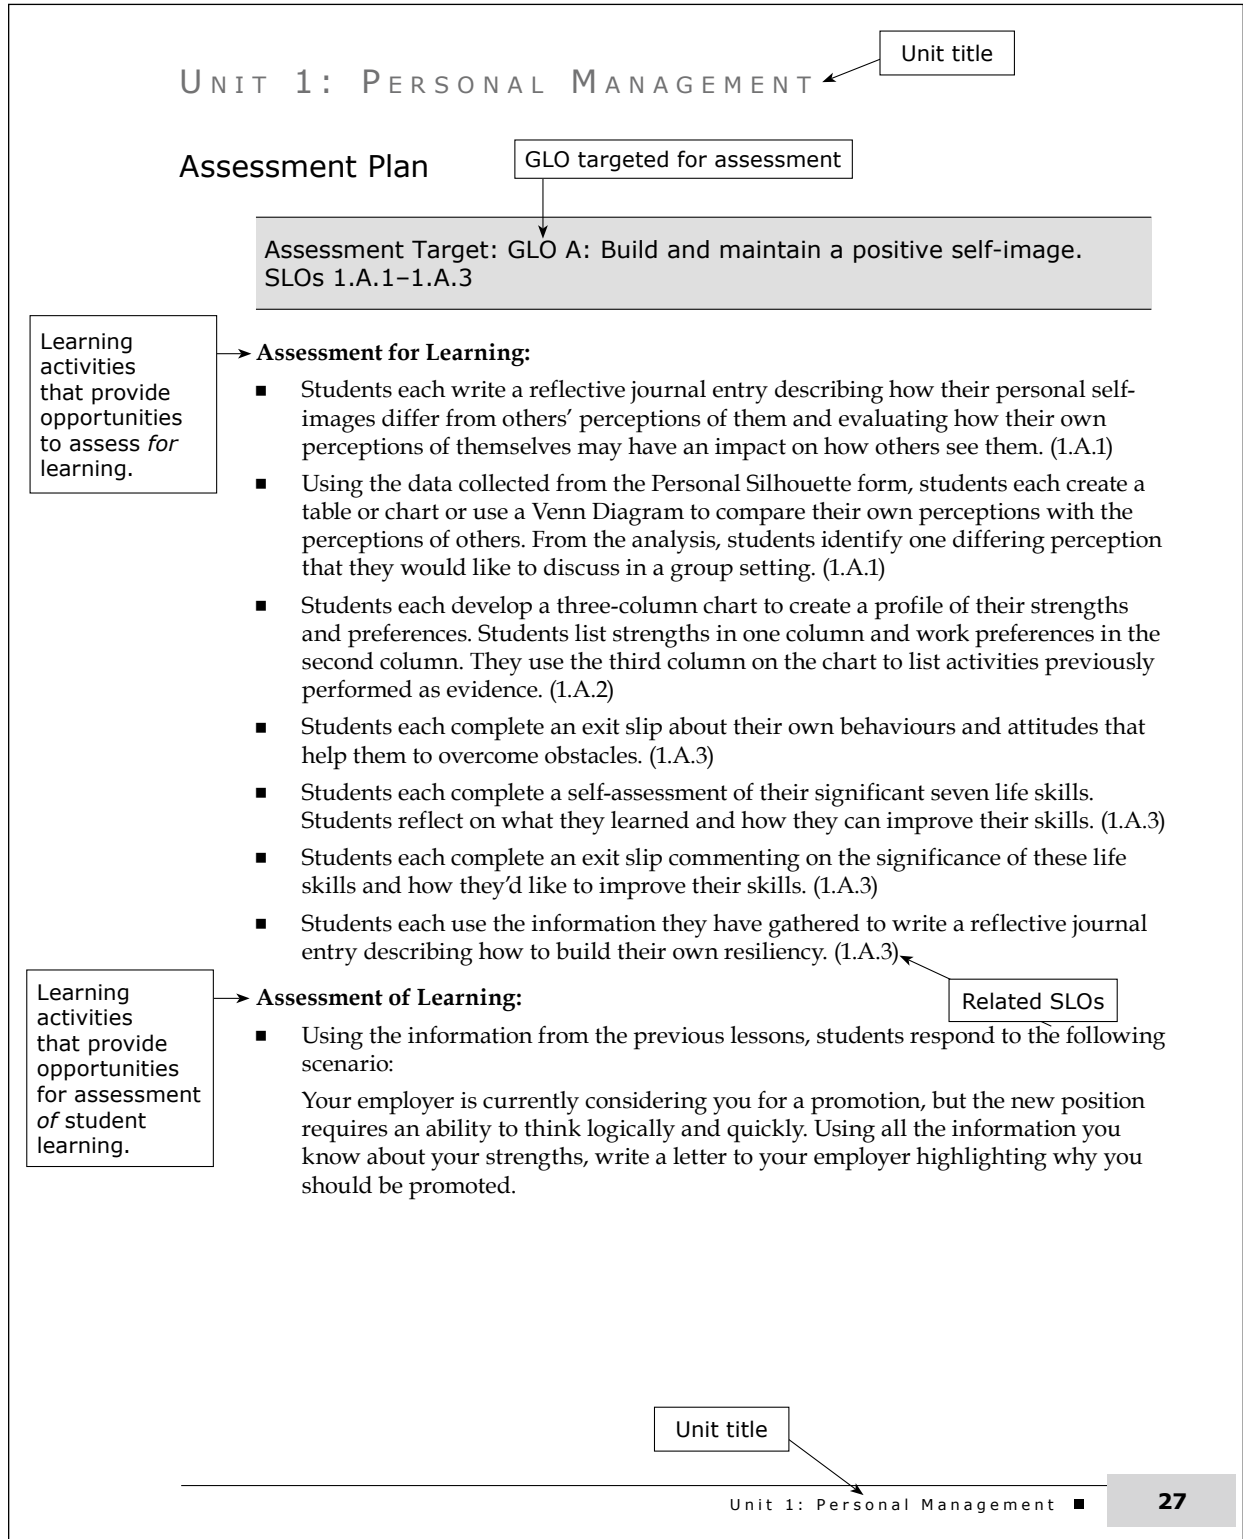 Unit title
UNIT 1: PERSONAL MANAGEMENT
Assessment Plan
GLO targeted for assessment
Assessment Target: GLO A: Build and maintain a positive self-image.
SLOs 1.A.1–1.A.3
Learning
activities
that provide
opportunities
to assess for
learning.
Assessment for Learning:
■ Students each write a reflective journal entry describing how their personal self-
images differ from others’ perceptions of them and evaluating how their own
perceptions of themselves may have an impact on how others see them. (1.A.1)
■ Using the data collected from the Personal Silhouette form, students each create a
table or chart or use a Venn Diagram to compare their own perceptions with the
perceptions of others. From the analysis, students identify one differing perception
that they would like to discuss in a group setting. (1.A.1)
■ Students each develop a three-column chart to create a profile of their strengths
and preferences. Students list strengths in one column and work preferences in the
second column. They use the third column on the chart to list activities previously
performed as evidence. (1.A.2)
■ Students each complete an exit slip about their own behaviours and attitudes that
help them to overcome obstacles. (1.A.3)
■ Students each complete a self-assessment of their significant seven life skills.
Students reflect on what they learned and how they can improve their skills. (1.A.3)
■ Students each complete an exit slip commenting on the significance of these life
skills and how they’d like to improve their skills. (1.A.3)
■ Students each use the information they have gathered to write a reflective journal
entry describing how to build their own resiliency. (1.A.3)
Related SLOs
Learning
activities
that provide
opportunities
for assessment
of student
learning.
Assessment of Learning:
■ Using the information from the previous lessons, students respond to the following
scenario:
Your employer is currently considering you for a promotion, but the new position
requires an ability to think logically and quickly. Using all the information you
know about your strengths, write a letter to your employer highlighting why you
should be promoted.
Unit title
Unit 1: Personal Management ■ 27